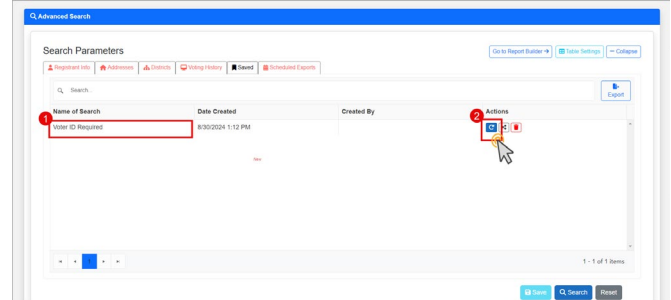 Advanced Search
Search Parameters
Go to Report Builder
Table Settings
Collapse
Registrant Info
Addresses
Districts
Voting History
Saved
Scheduled Exports
Search..
Export
Name of Search
Date Created
Created By
Actions
1
2
Voter ID Required
8/30/2024 1:12 PM
1
1 - 1 of 1 items
Save
Search
Reset